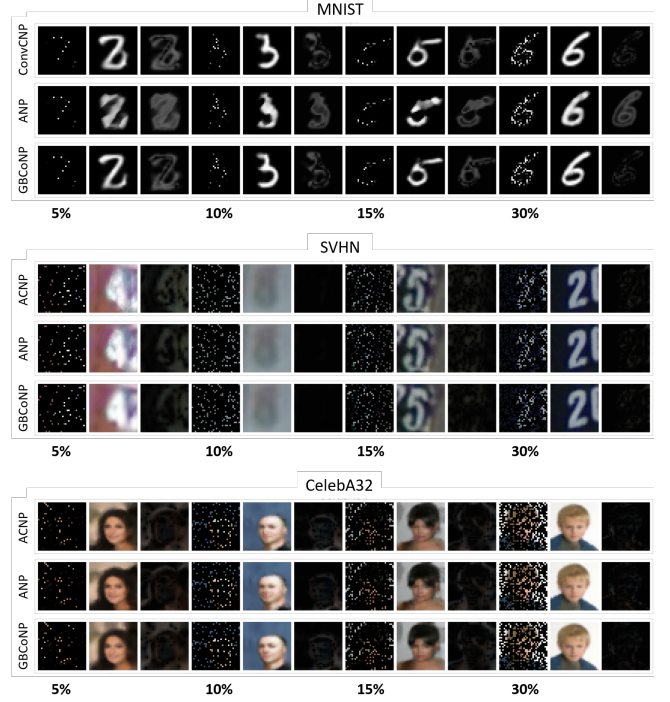 MNIST
ConvCNP
ANP
GBCoNP
5% 10% 15% 30%
SVHN
ACNP
ANP
GBCoNP
5% 10% 15% 30%
CelebA32
ACNP
ANP
GBCoNP
5% 10% 15% 30%